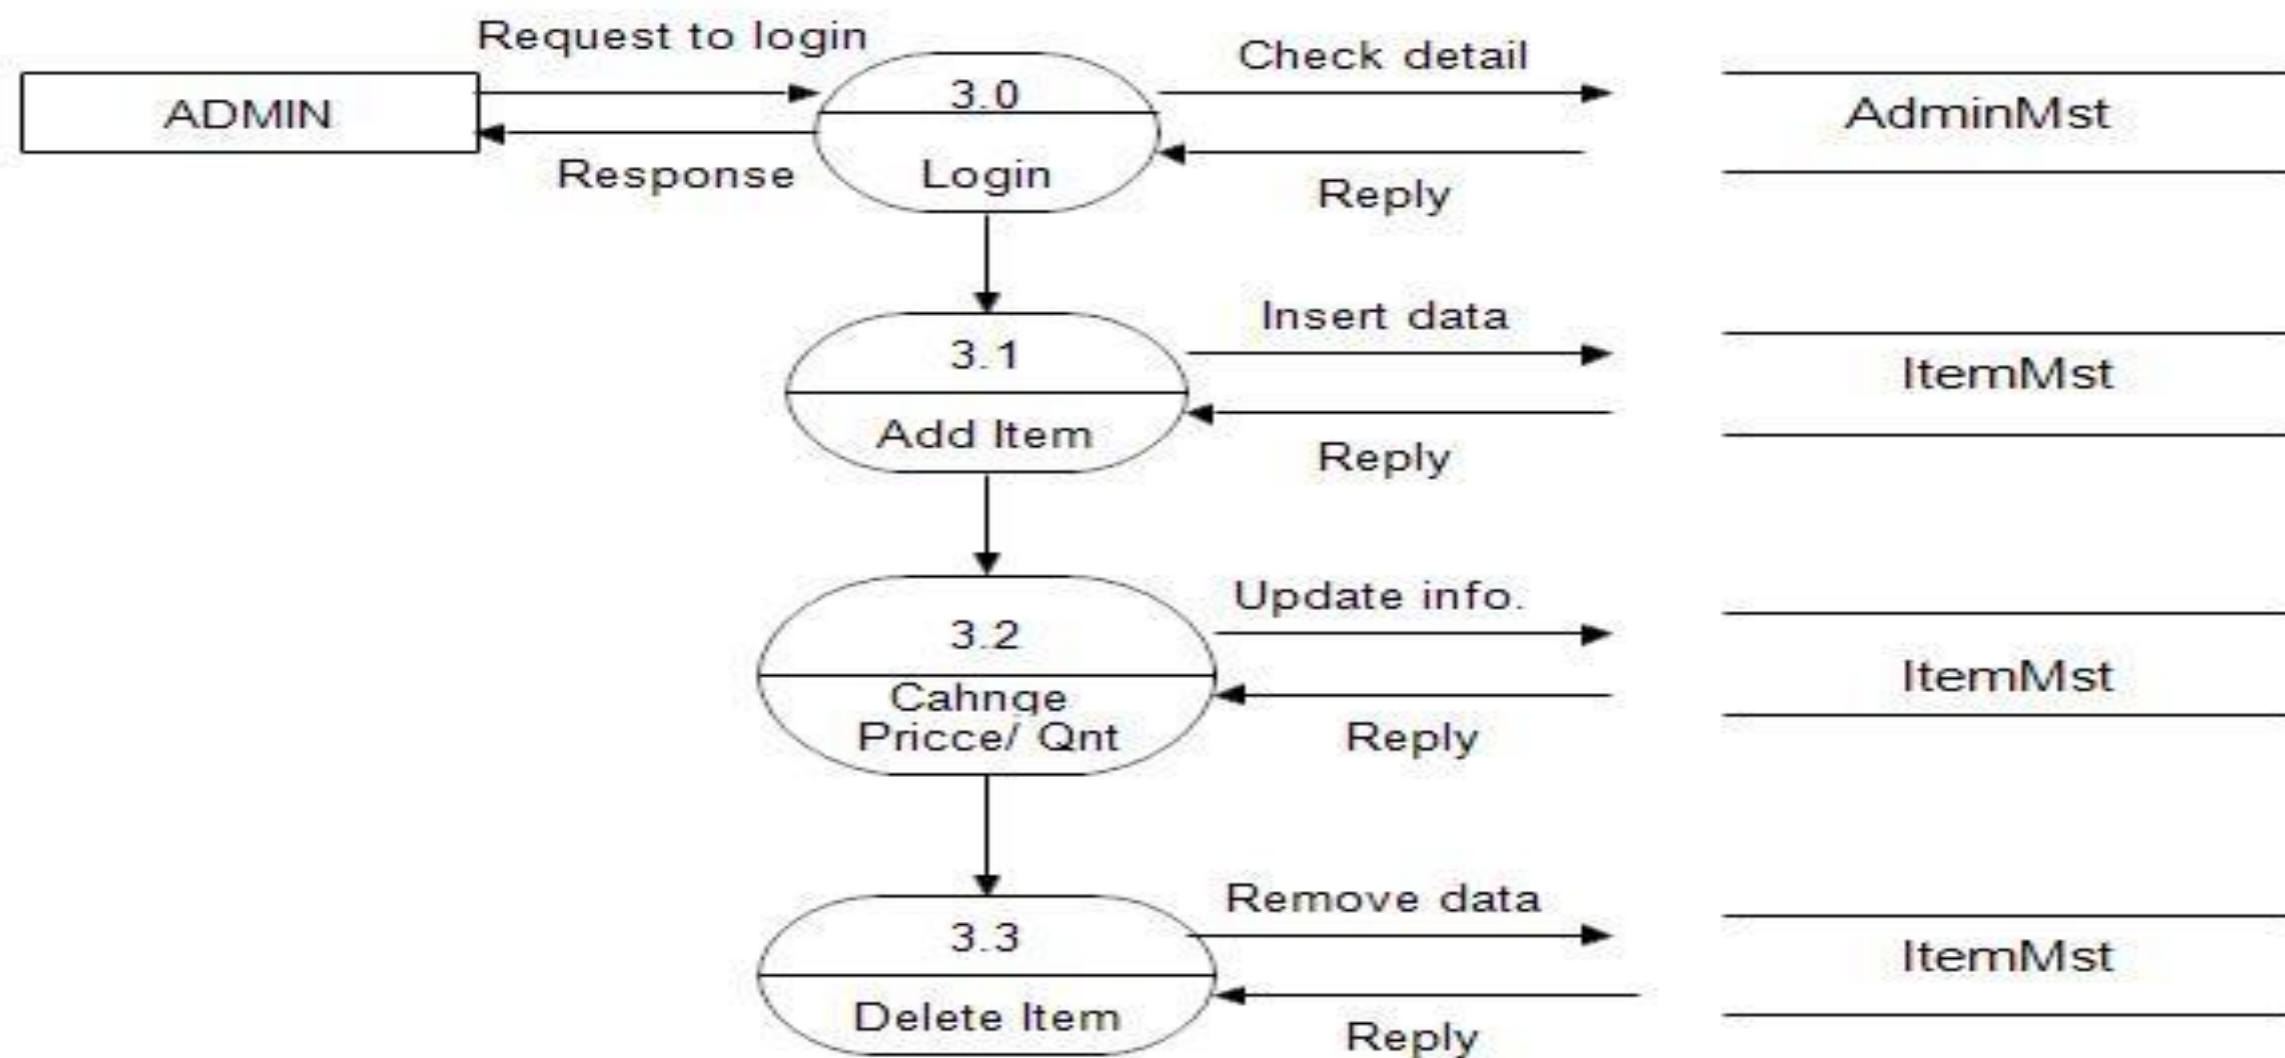 Request to login
Check detail
ADMIN
3.0
AdminMst
Response
Login
Reply
Insert data
3.1
ItemMst
Add Item
Reply
Update info.
3.2
ItemMst
Cahnge
Pricce/ Qnt
Reply
Remove data
3.3
ItemMst
Delete Item
Reply